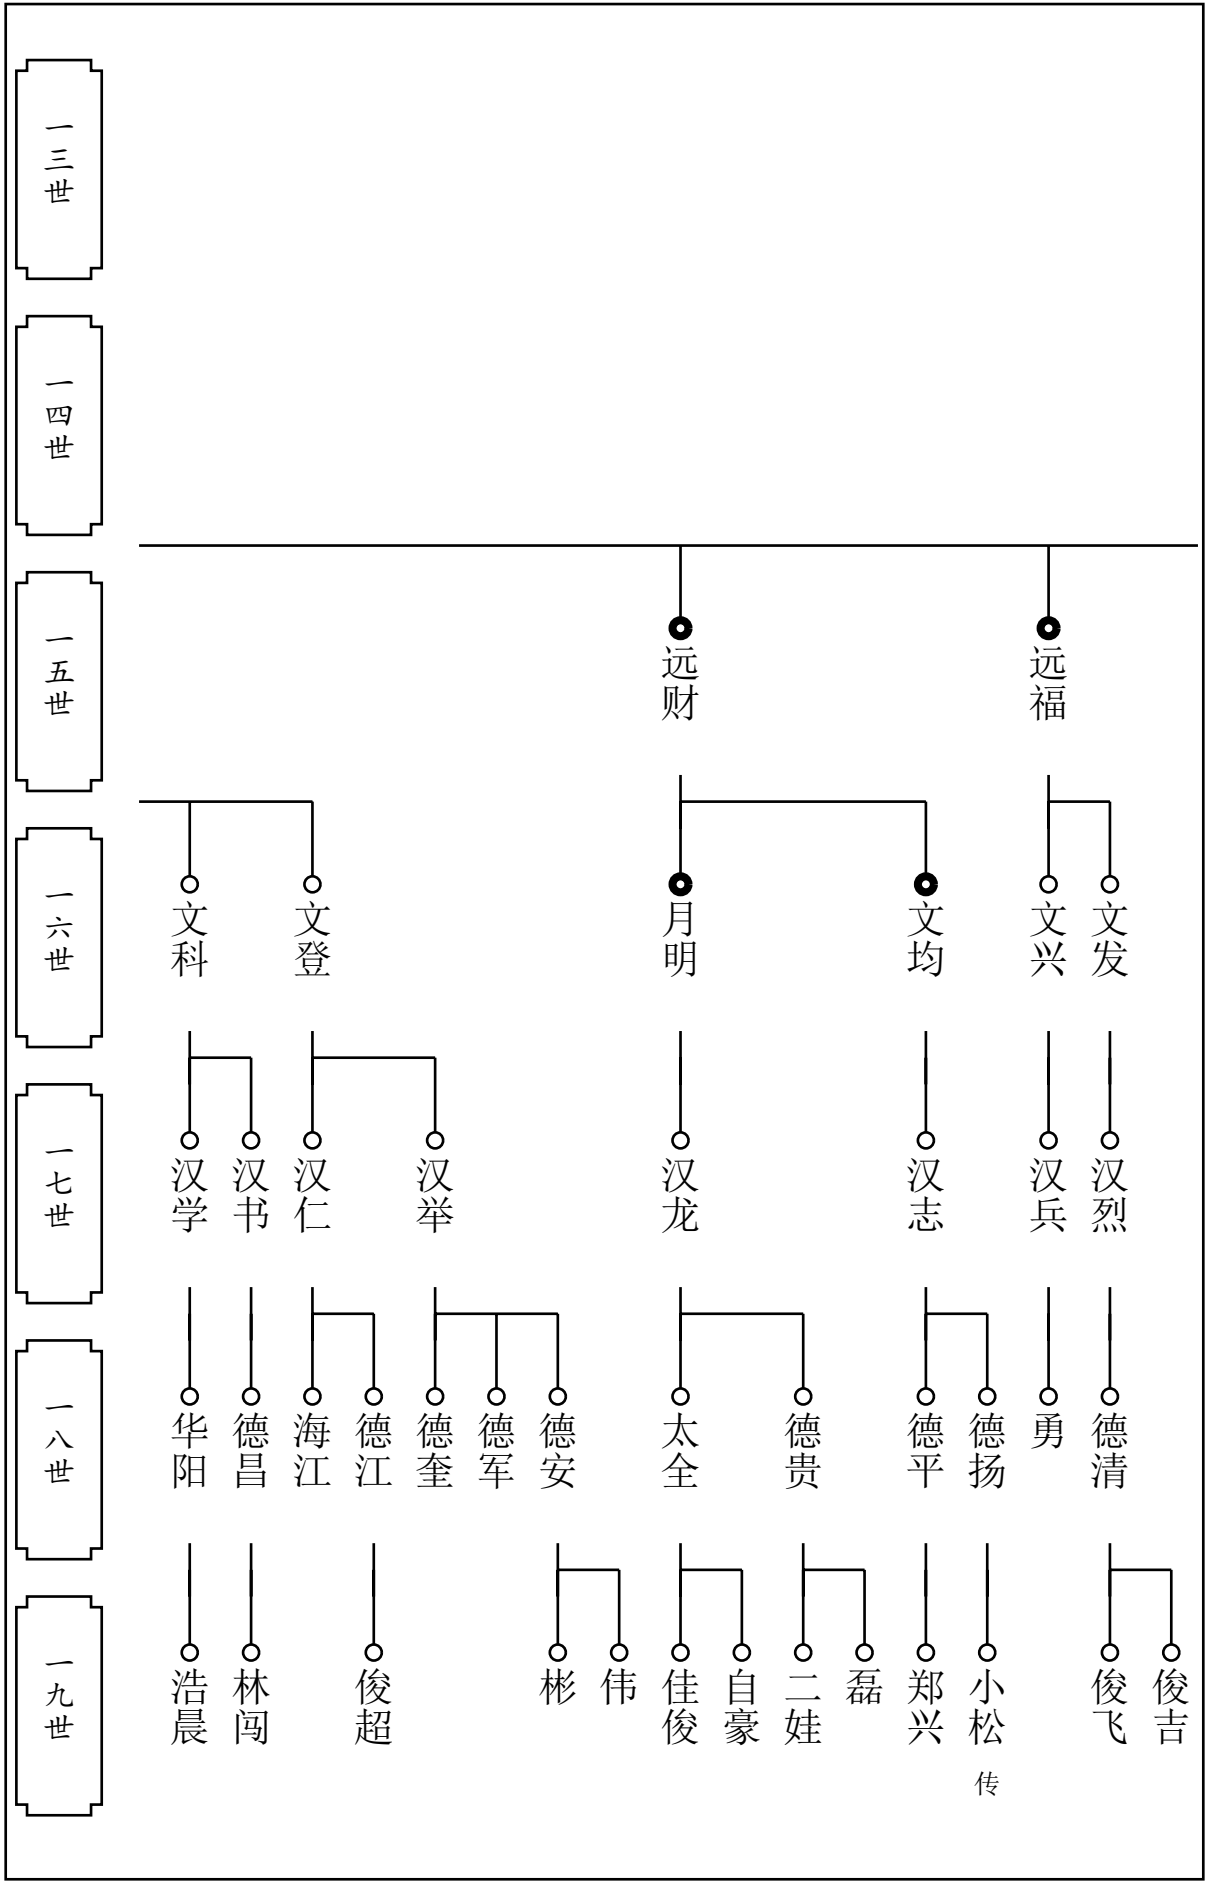 一三世
一四世
一五世
远财
远福
一六世
文科
文登
月明
文均
文兴
文发
一七世
汉学
汉书
汉仁
汉举
汉龙
汉志
汉兵
汉烈
一八世
华阳
德昌
海江
德江
德奎
德军
德安
太全
德贵
德平
德扬
勇
德清
一九世
浩晨
林闯
俊超
彬
伟
佳俊
自豪
二娃
磊
郑兴
小松
传
俊飞
俊吉